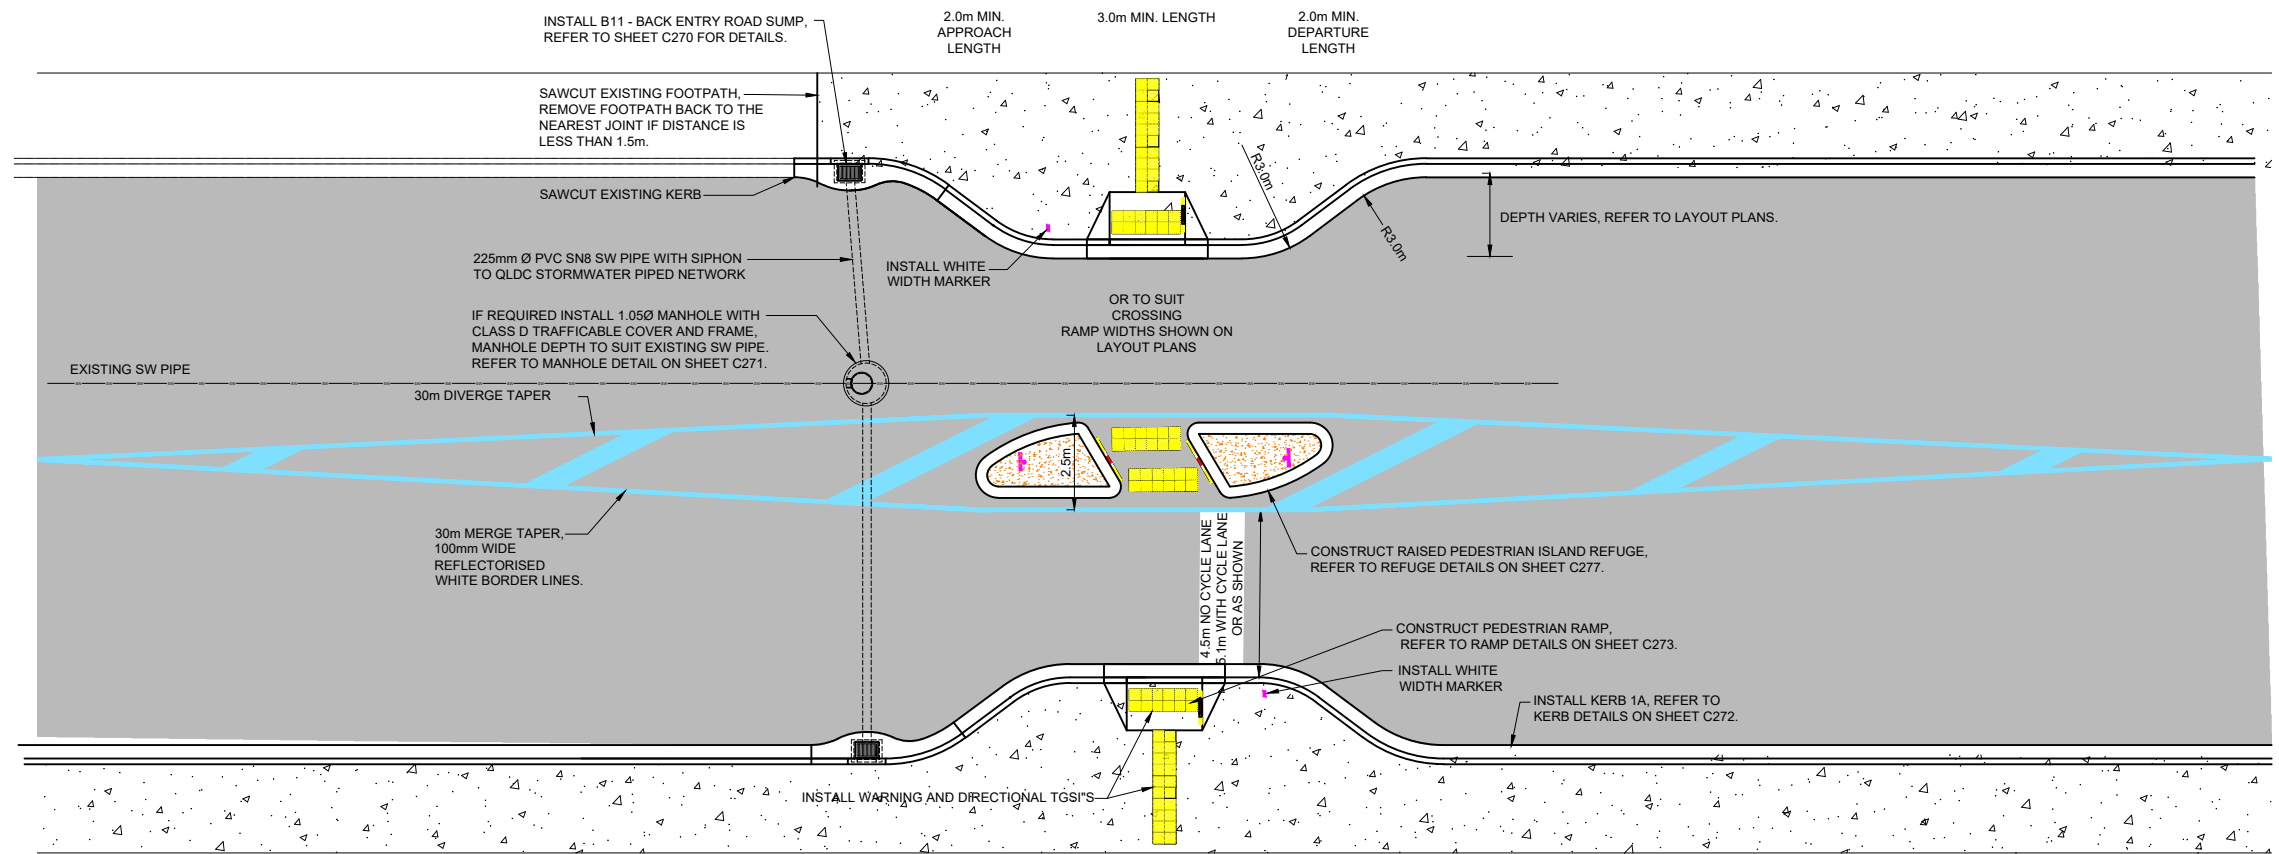 INSTALL B11 - BACK ENTRY ROAD SUMP,
REFER TO SHEET C270 FOR DETAILS.
2.0m MIN.
APPROACH
LENGTH
3.0m MIN. LENGTH
2.0m MIN.
DEPARTURE
LENGTH
SAWCUT EXISTING FOOTPATH,
REMOVE FOOTPATH BACK TO THE
NEAREST JOINT IF DISTANCE IS
LESS THAN 1.5m.
SAWCUT EXISTING KERB
R3.0m
R3.0m
DEPTH VARIES, REFER TO LAYOUT PLANS.
225mm Ø PVC SN8 SW PIPE WITH SIPHON
TO QLDC STORMWATER PIPED NETWORK
INSTALL WHITE
WIDTH MARKER
OR TO SUIT
CROSSING
RAMP WIDTHS SHOWN ON
LAYOUT PLANS
IF REQUIRED INSTALL 1.05Ø MANHOLE WITH
CLASS D TRAFFICABLE COVER AND FRAME,
MANHOLE DEPTH TO SUIT EXISTING SW PIPE.
REFER TO MANHOLE DETAIL ON SHEET C271.
EXISTING SW PIPE
30m DIVERGE TAPER
2.5m
30m MERGE TAPER,
100mm WIDE
REFLECTORISED
WHITE BORDER LINES.
4.5m NO CYCLE LANE
5.1m WITH CYCLE LANE
OR AS SHOWN
CONSTRUCT RAISED PEDESTRIAN ISLAND REFUGE,
REFER TO REFUGE DETAILS ON SHEET C277.
CONSTRUCT PEDESTRIAN RAMP,
REFER TO RAMP DETAILS ON SHEET C273.
INSTALL WHITE
WIDTH MARKER
INSTALL KERB 1A, REFER TO
KERB DETAILS ON SHEET C272.
INSTALL WARNING AND DIRECTIONAL TGSI"S